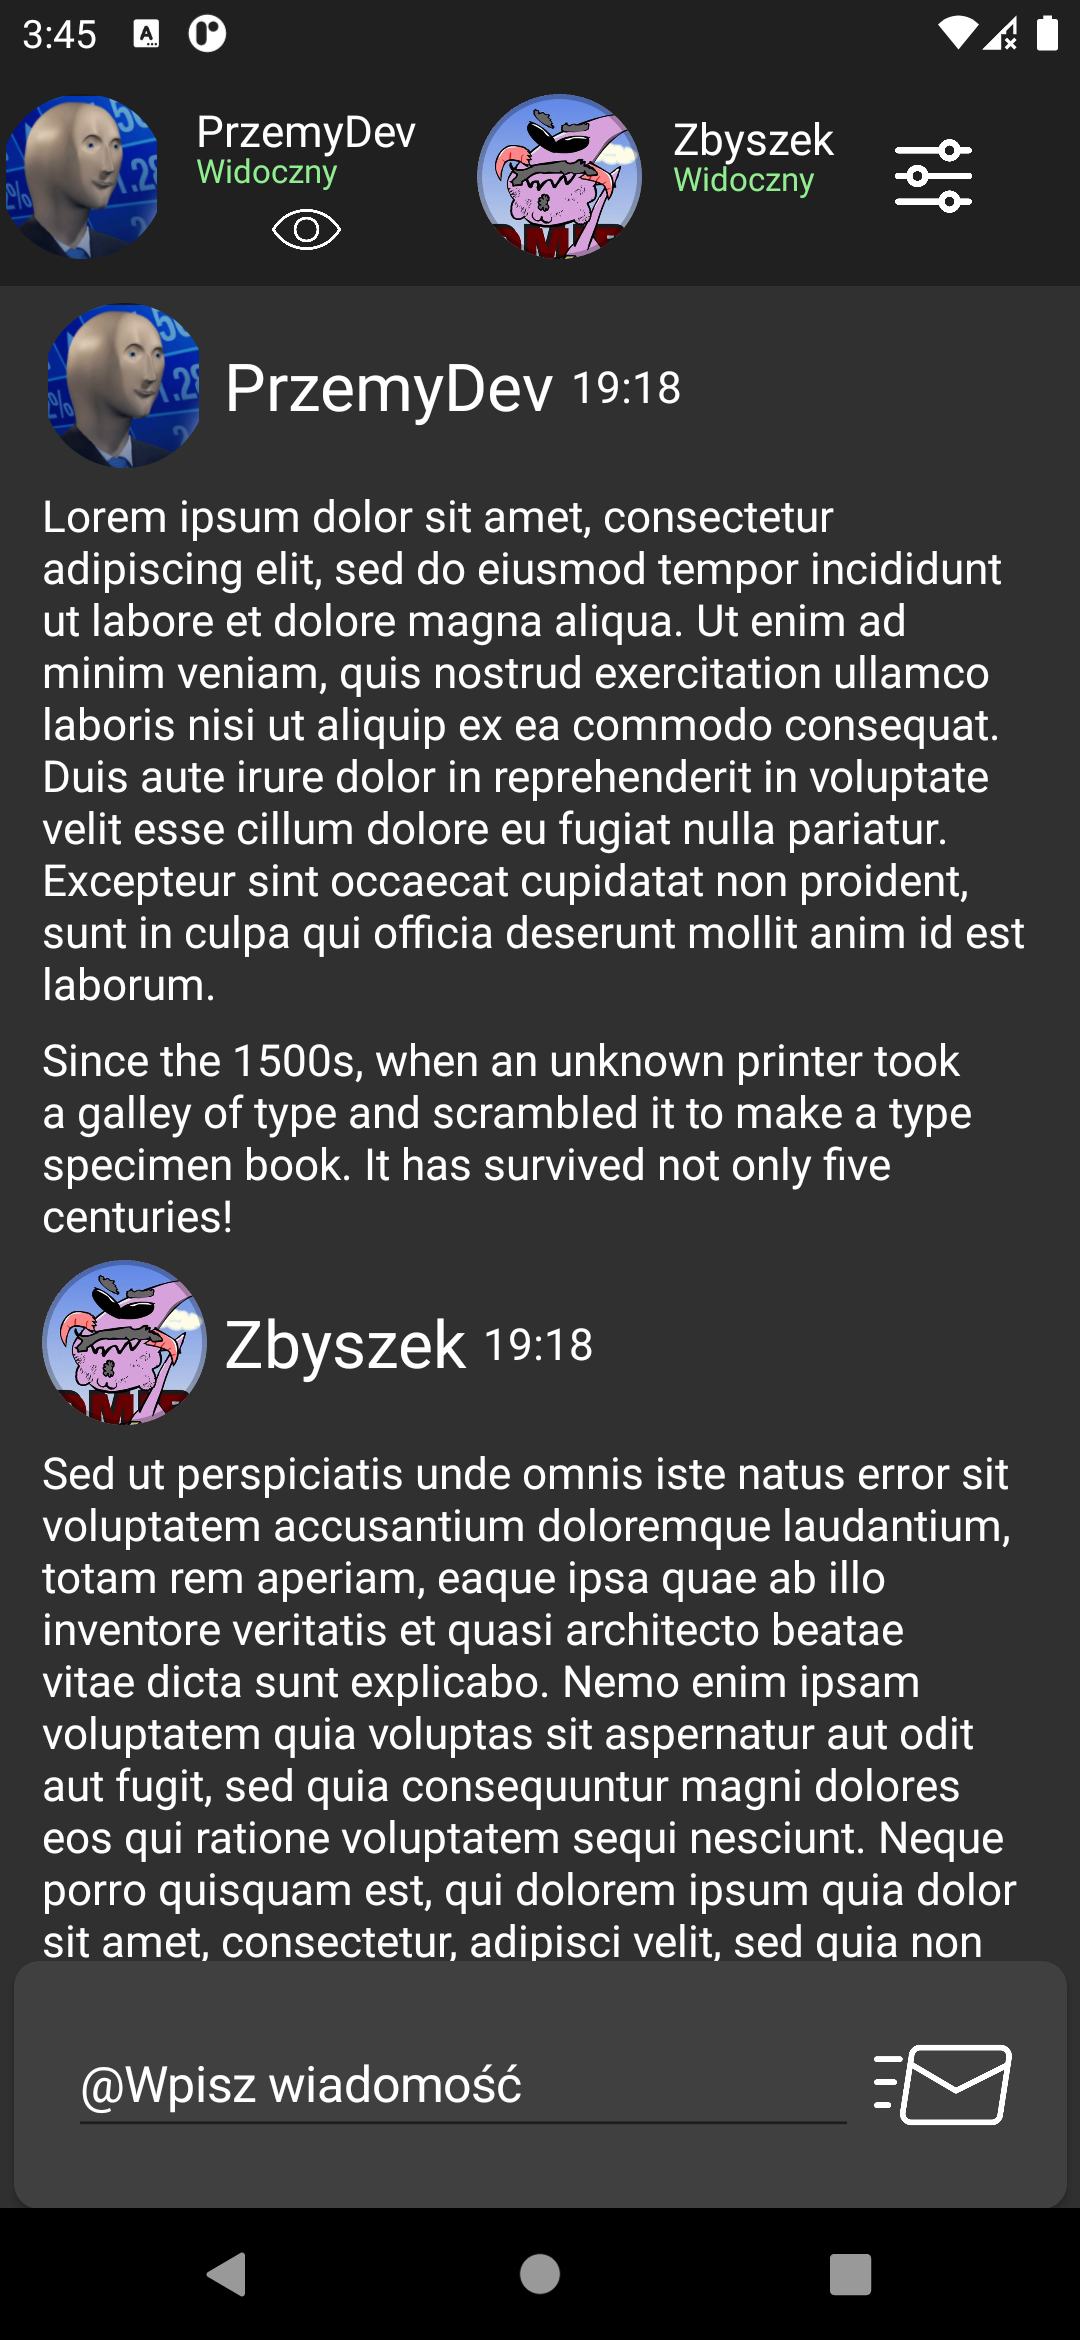 3:45
PrzemyDev
Widoczny
Zbyszek
Widoczny
PrzemyDev 19:18
Lorem ipsum dolor sit amet, consectetur
adipiscing elit, sed do eiusmod tempor incididunt
ut labore et dolore magna aliqua. Ut enim ad
minim veniam, quis nostrud exercitation ullamco
laboris nisi ut aliquip ex ea commodo consequat.
Duis aute irure dolor in reprehenderit in voluptate
velit esse cillum dolore eu fugiat nulla pariatur.
Excepteur sint occaecat cupidatat non proident,
sunt in culpa qui officia deserunt mollit anim id est
laborum.
Since the 1500s, when an unknown printer took
a galley of type and scrambled it to make a type
specimen book. It has survived not only five
centuries!
Zbyszek 19:18
Sed ut perspiciatis unde omnis iste natus error sit
voluptatem accusantium doloremque laudantium,
totam rem aperiam, eaque ipsa quae ab illo
inventore veritatis et quasi architecto beatae
vitae dicta sunt explicabo. Nemo enim ipsam
voluptatem quia voluptas sit aspernatur aut odit
aut fugit, sed quia consequuntur magni dolores
eos qui ratione voluptatem sequi nesciunt. Neque
porro quisquam est, qui dolorem ipsum quia dolor
sit amet, consectetur, adipisci velit, sed quia non
@Wpisz wiadomość